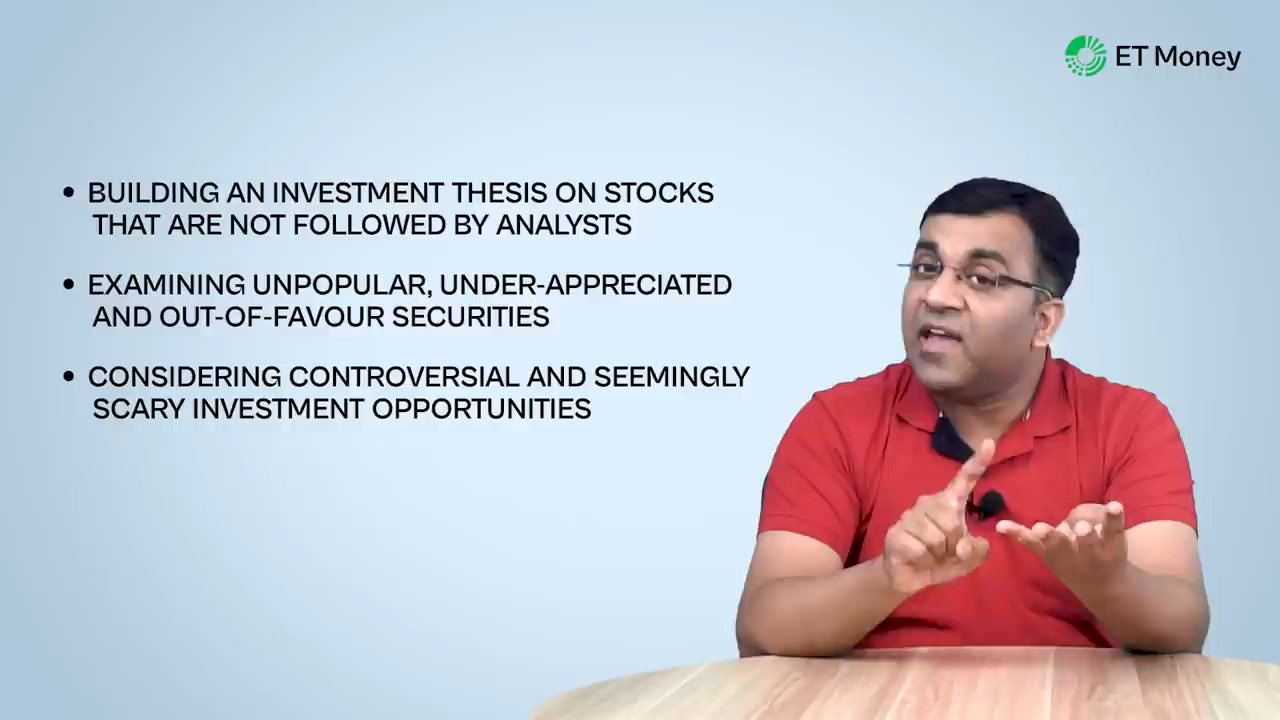 ET Money
• BUILDING AN INVESTMENT THESIS ON STOCKS
THAT ARE NOT FOLLOWED BY ANALYSTS
• EXAMINING UNPOPULAR, UNDER-APPRECIATED
AND OUT-OF-FAVOUR SECURITIES
• CONSIDERING CONTROVERSIAL AND SEEMINGLY
SCARY INVESTMENT OPPORTUNITIES